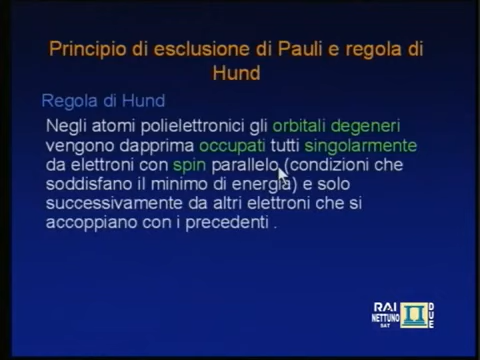 Principio di esclusione di Pauli e regola di
Hund
Regola di Hund
Negli atomi polielettronici gli orbitali degeneri
vengono dapprima occupati tutti singolarmente
da elettroni con spin parallelo (condizioni che
soddisfano il minimo di energia) e solo
successivamente da altri elettroni che si
accoppiano con i precedenti .
RAI
NETTUNO
SAT
DUE